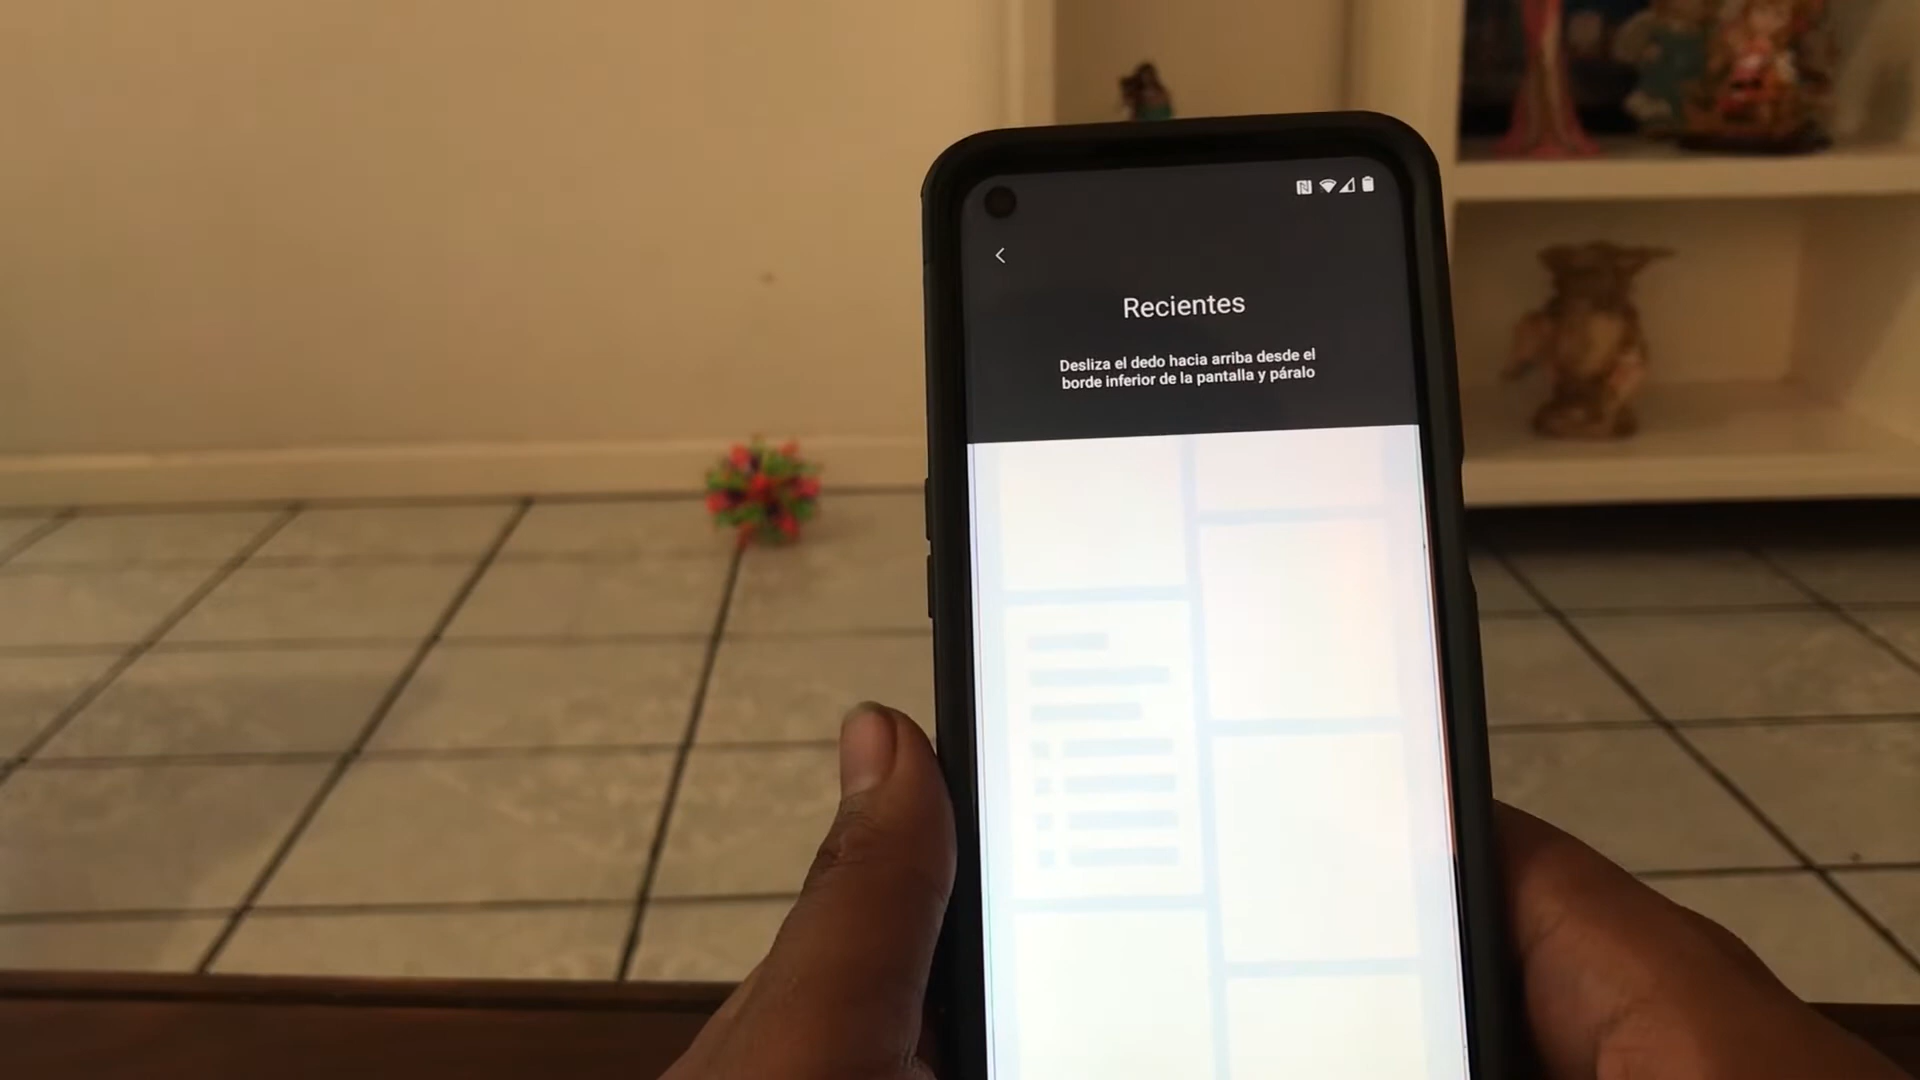 Recientes
Desliza el dedo hacia arriba desde el
borde inferior de la pantalla y páralo